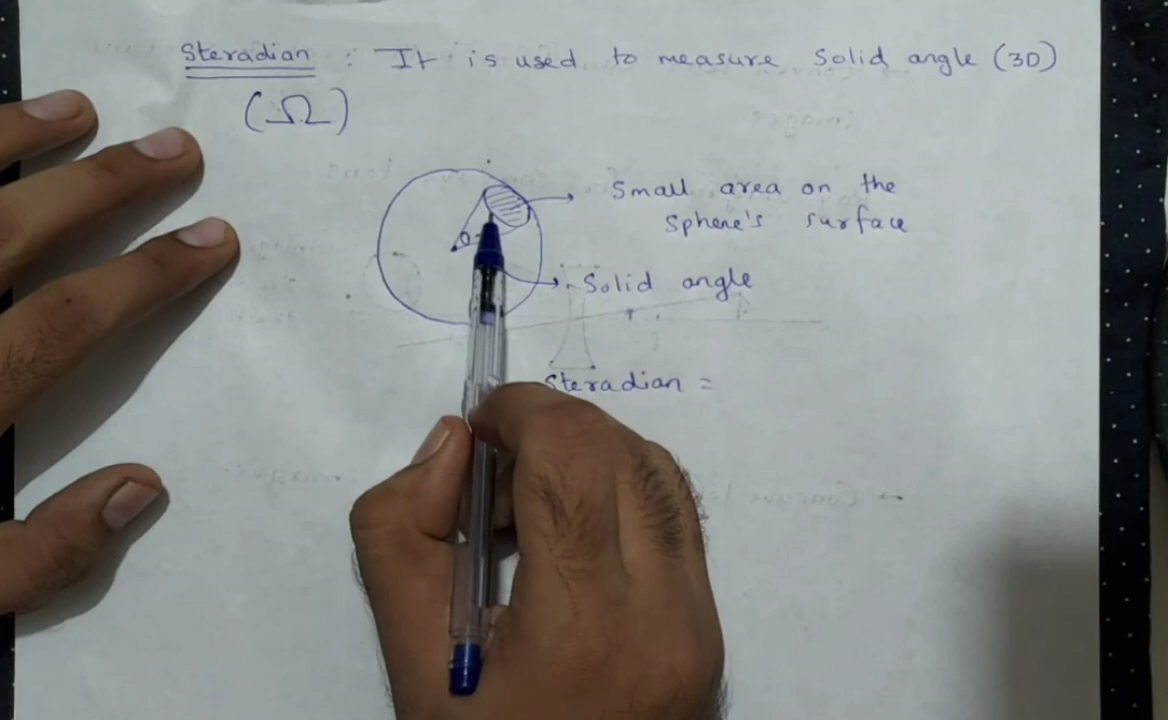 Steradian : It is used to measure Solid angle (3D)
(Ω)
Small area on the
Sphere's surface
θ
Solid angle
Steradian =